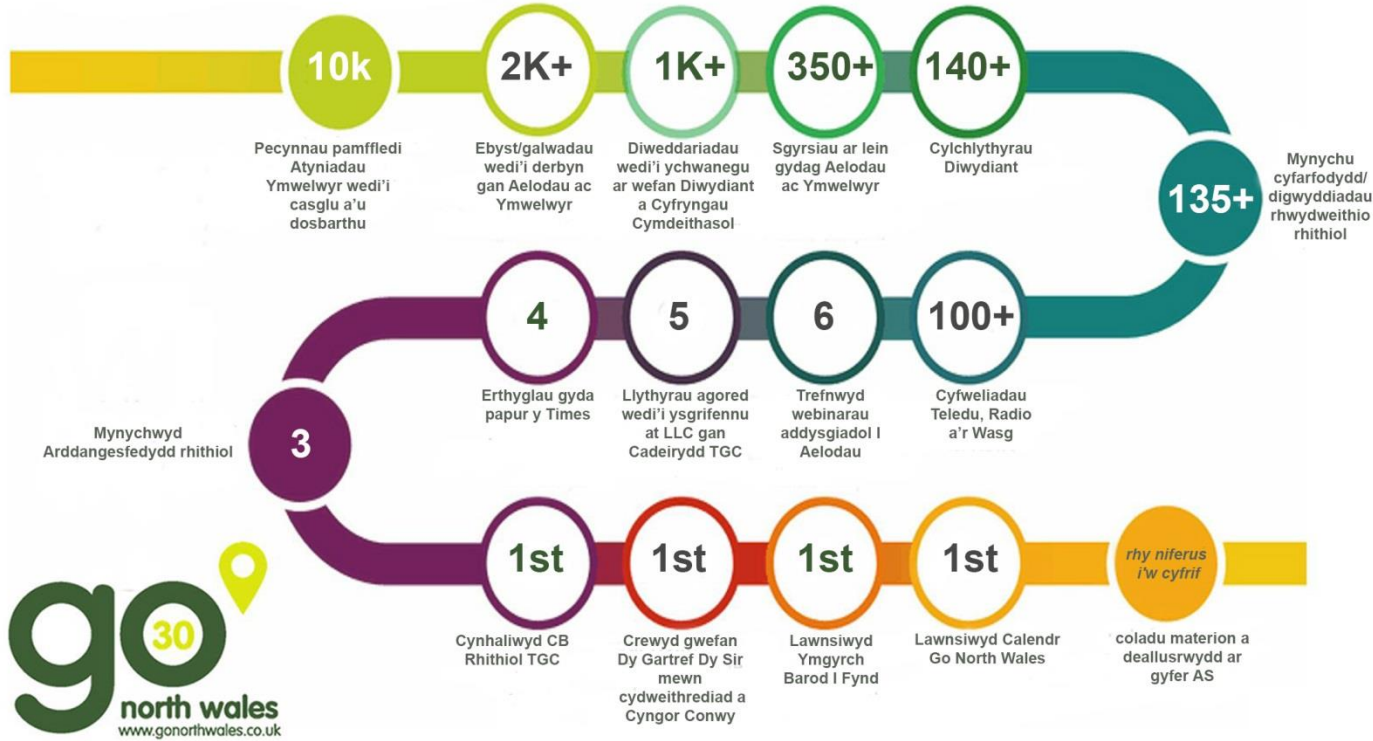 10k
Pecynnau pamffledi
Atyniadau
Ymwelwyr wedi'i
casglu a'u
dosbarthu
2K+
Ebyst/galwadau
wedi'i derbyn
gan Aelodau ac
Ymwelwyr
1K+
Diweddariadau
wedi'i ychwanegu
ar wefan Diwydiant
a Cyfryngau
Cymdeithasol
350+
Sgyrsiau ar lein
gydag Aelodau
ac Ymwelwyr
140+
Cylchlythyrau
Diwydiant
135+
Mynychu
cyfarfodydd/
digwyddiadau
rhwydweithio
rhithiol
100+
Cyfweliadau
Teledu, Radio
a'r Wasg
6
Trefnwyd
webinarau
addysgiadol I
Aelodau
5
Llythyrau agored
wedi'i ysgrifennu
at LLC gan
Cadeirydd TGC
4
Erthyglau gyda
papur y Times
3
Mynychwyd
Arddangesfedydd rhithiol
1st
Cynhaliwyd CB
Rhithiol TGC
1st
Crewyd gwefan
Dy Gartref Dy Sir
mewn
cydweithrediad a
Cyngor Conwy
1st
Lawnsiwyd
Ymgyrch
Barod I Fynd
1st
Lawnsiwyd Calendr
Go North Wales
rhy niferus
i'w cyfrif
coladu materion a
deallusrwydd ar
gyfer AS
go
30
north wales
www.gonorthwales.co.uk